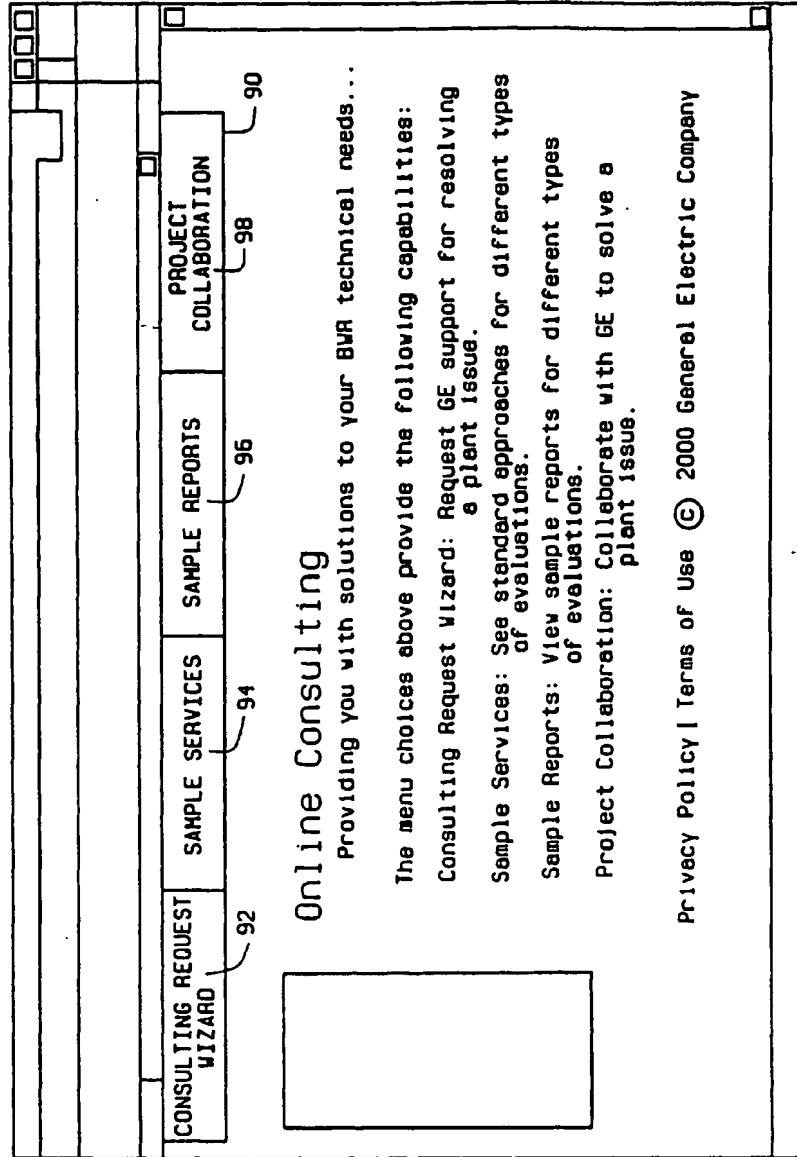 CONSULTING REQUEST
WIZARD
92
SAMPLE SERVICES
94
SAMPLE REPORTS
96
PROJECT
COLLABORATION
98
90
Online Consulting
Providing you with solutions to your BWR technical needs...
The menu choices above provide the following capabilities:
Consulting Request Wizard: Request GE support for resolving
a plant issue.
Sample Services: See standard approaches for different types
of evaluations.
Sample Reports: View sample reports for different types
of evaluations.
Project Collaboration: Collaborate with GE to solve a
plant issue.
Privacy Policy | Terms of Use © 2000 General Electric Company